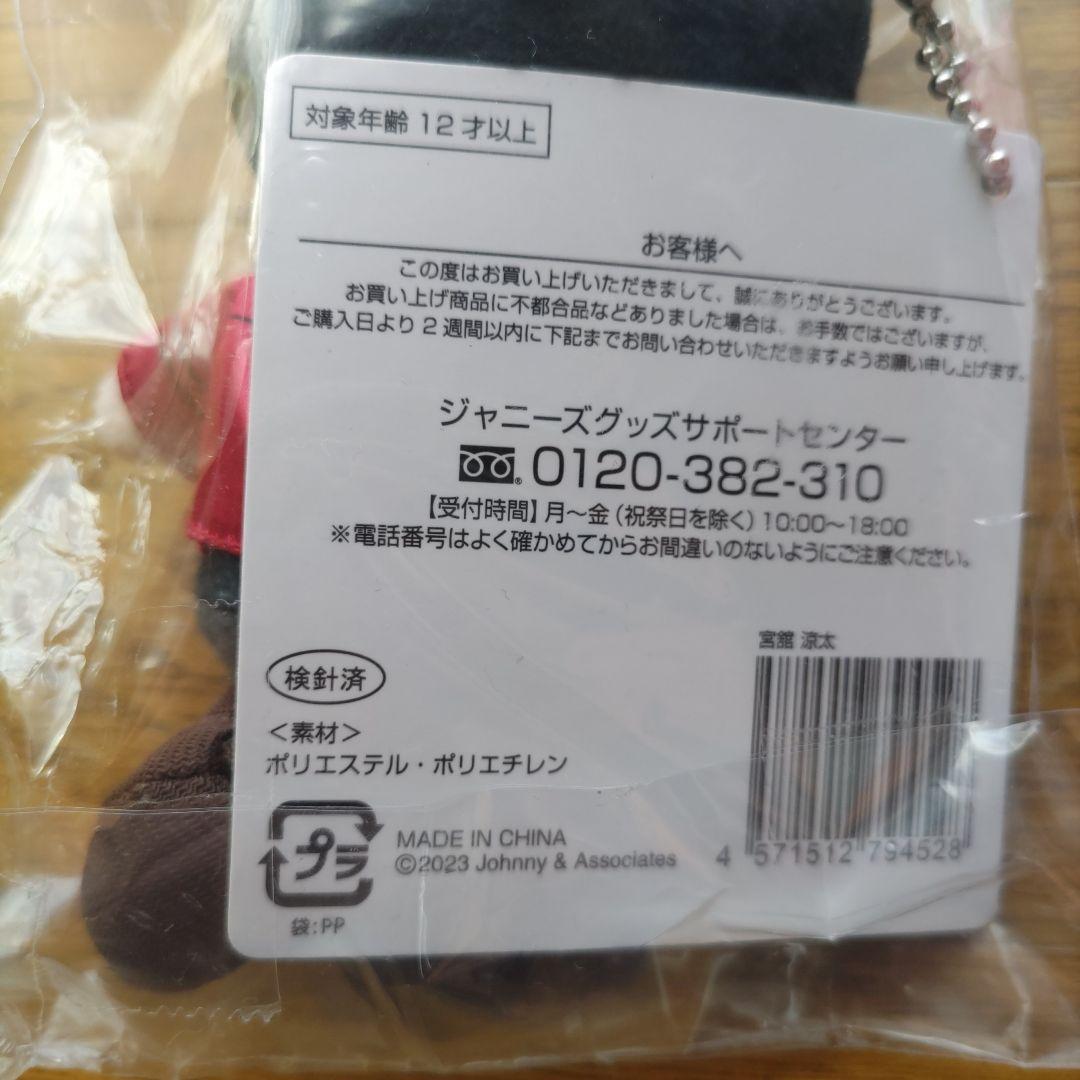 対象年齢 12才以上
お客様へ
この度はお買い上げいただきまして、誠にありがとうございます。
お買い上げ商品に不都合品などありました場合は、お手数ではございますが、
ご購入日より2週間以内に下記までお問い合わせいただきますようお願い申し上げます。
ジャニーズグッズサポートセンター
0120-382-310
【受付時間】月～金（祝祭日を除く）10:00～18:00
※電話番号はよく確かめてからお間違いのないようにご注意ください。
宮舘 涼太
検針済
＜素材＞
ポリエステル・ポリエチレン
プラ
MADE IN CHINA
©2023 Johnny & Associates
4 571512 794528
袋:PP